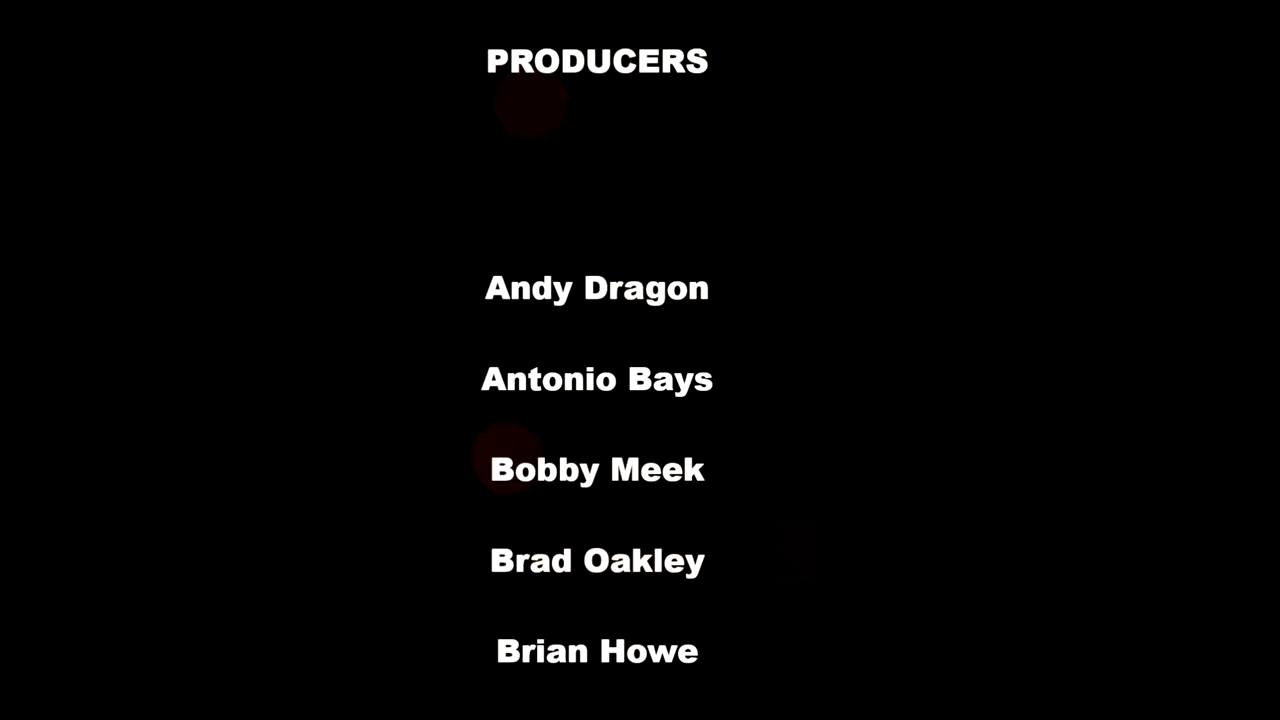 PRODUCERS
Andy Dragon
Antonio Bays
Bobby Meek
Brad Oakley
Brian Howe